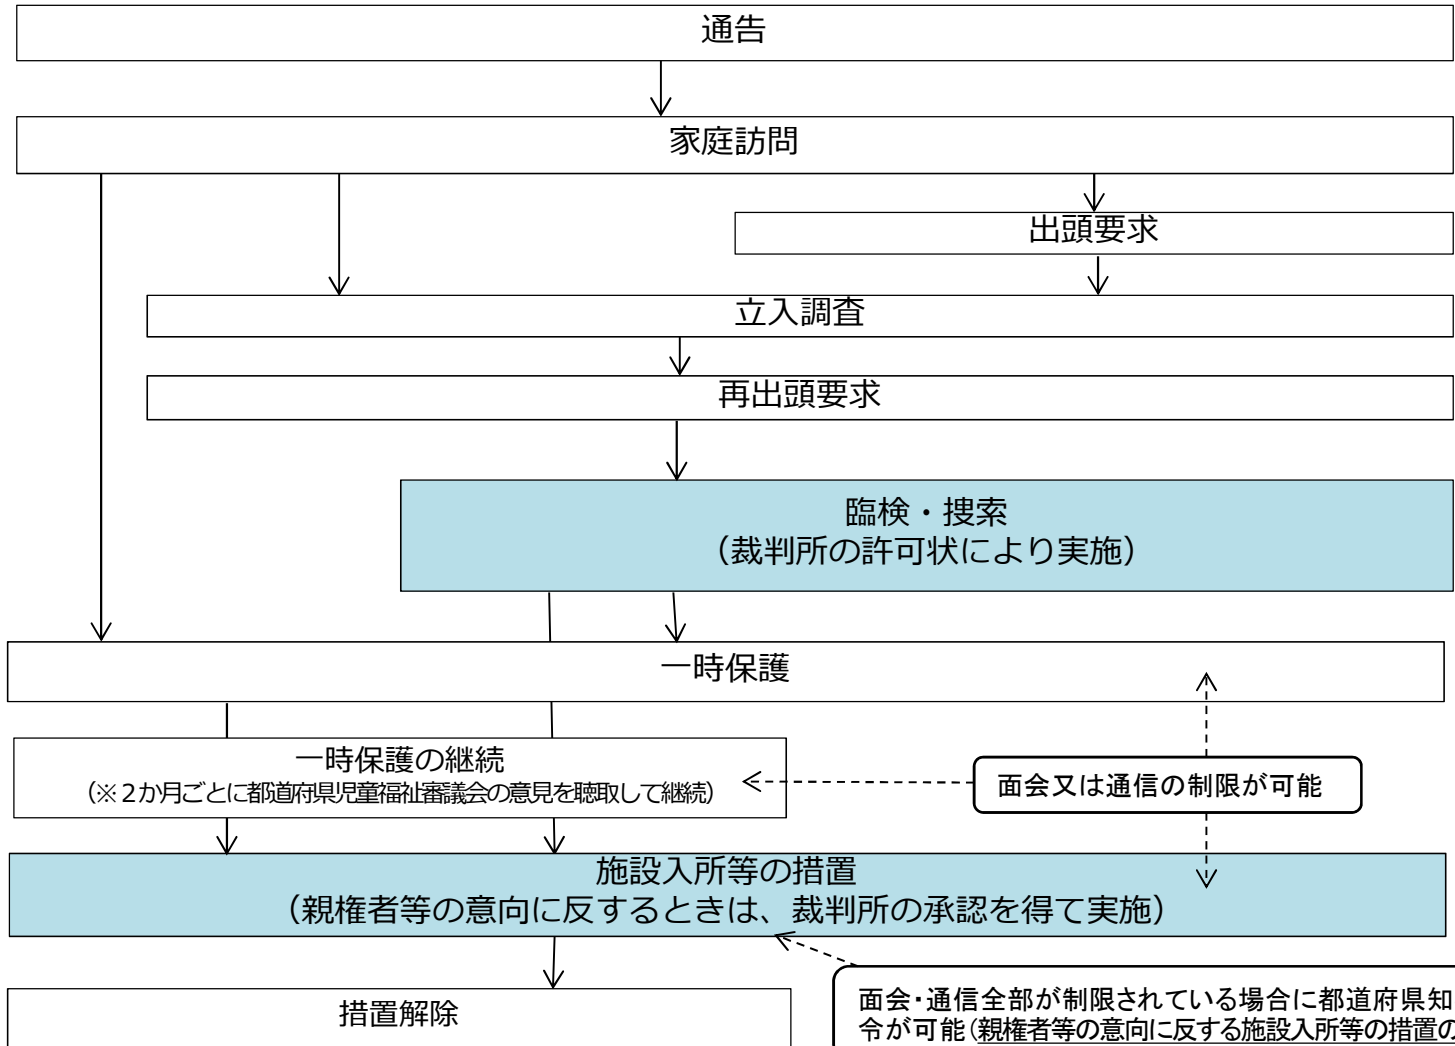 通告
家庭訪問
出頭要求
立入調査
再出頭要求
臨検・捜索
（裁判所の許可状により実施）
一時保護
一時保護の継続
（※２か月ごとに都道府県児童福祉審議会の意見を聴取して継続）
面会又は通信の制限が可能
施設入所等の措置
（親権者等の意向に反するときは、裁判所の承認を得て実施）
措置解除
面会・通信全部が制限されている場合に都道府県知
令が可能（親権者等の意向に反する施設入所等の措置の